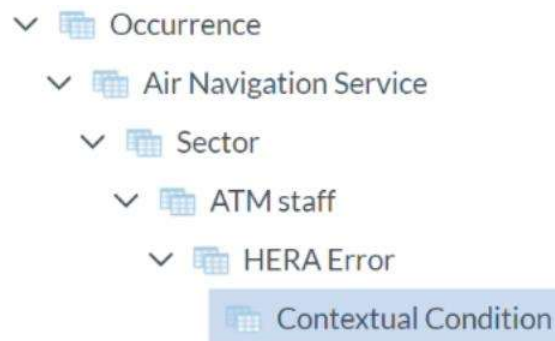 Occurrence
Air Navigation Service
Sector
ATM staff
HERA Error
Contextual Condition